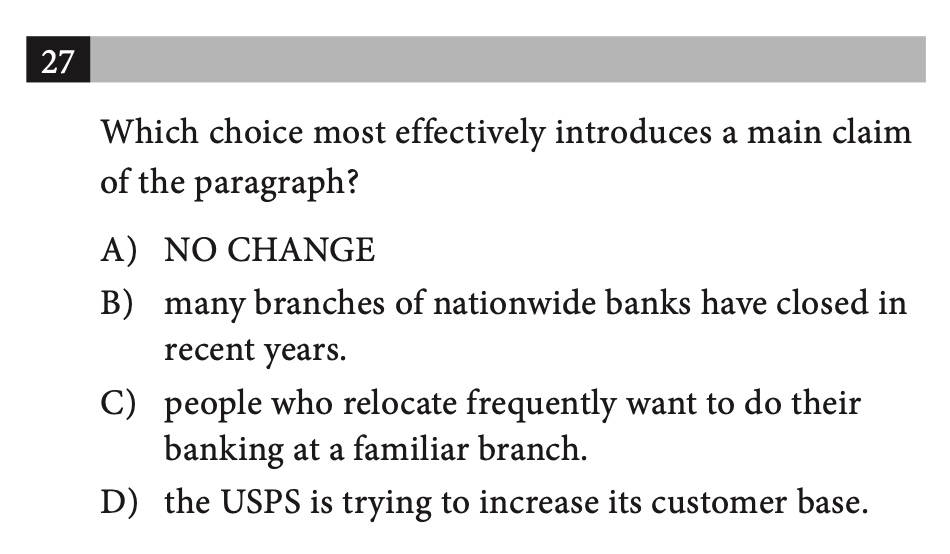 27
Which choice most effectively introduces a main claim
of the paragraph?
A) NO CHANGE
B) many branches of nationwide banks have closed in
recent years.
C) people who relocate frequently want to do their
banking at a familiar branch.
D) the USPS is trying to increase its customer base.